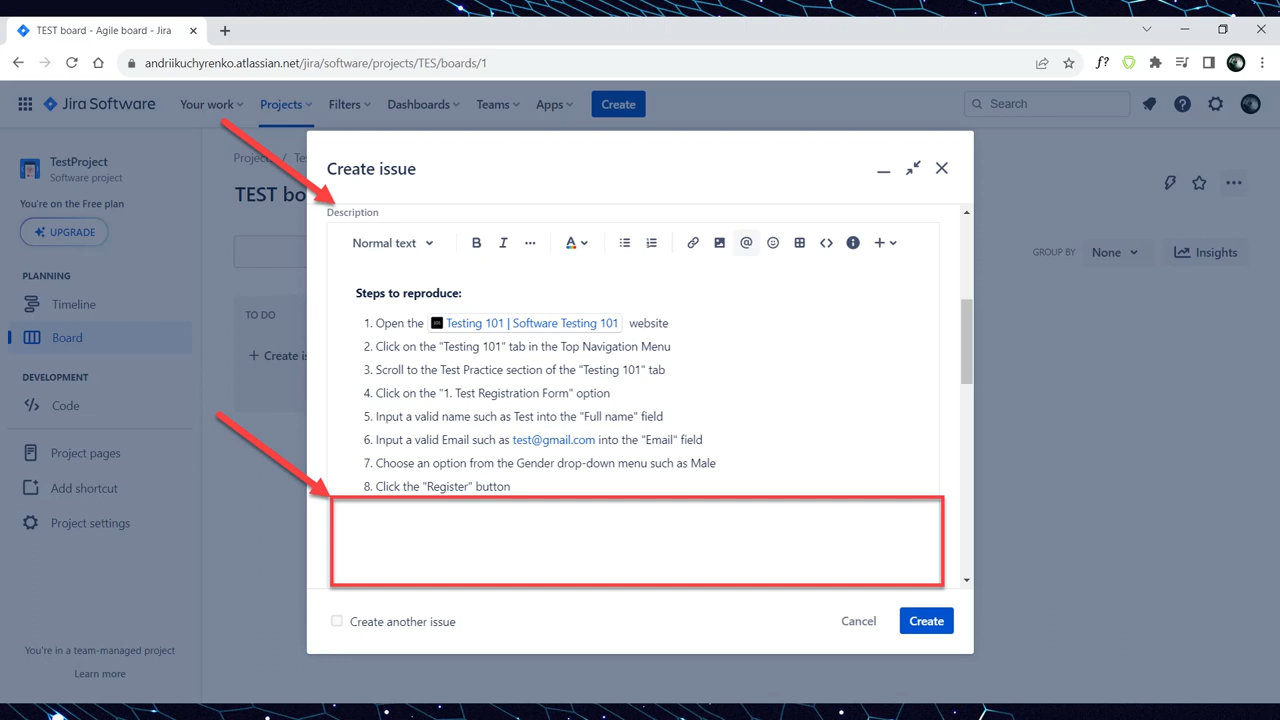 TEST board - Agile board - Jira
andriikuchyrenko.atlassian.net/jira/software/projects/TES/boards/1
Jira Software
Your work
Projects
Filters
Dashboards
Teams
Apps
Create
Search
TestProject
Software project
You're on the Free plan
UPGRADE
PLANNING
Timeline
Board
DEVELOPMENT
Code
Project pages
Add shortcut
Project settings
You're in a team-managed project
Learn more
Projec / Te
TEST bo
TO DO
+ Create is
GROUP BY
None
Insights
Create issue
Description
Normal text
Steps to reproduce:
1. Open the Testing 101 | Software Testing 101 website
2. Click on the "Testing 101" tab in the Top Navigation Menu
3. Scroll to the Test Practice section of the "Testing 101" tab
4. Click on the "1. Test Registration Form" option
5. Input a valid name such as Test into the "Full name" field
6. Input a valid Email such as test@gmail.com into the "Email" field
7. Choose an option from the Gender drop-down menu such as Male
8. Click the "Register" button
Create another issue
Cancel
Create